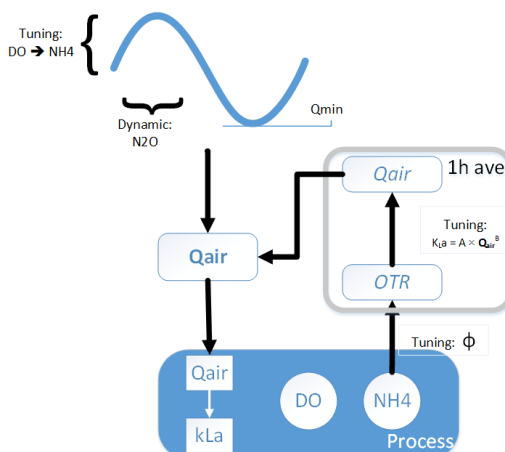 Tuning:
DO ➔ NH4
Qmin
Dynamic:
N2O
Qair
1h ave
Tuning:
KLa = A × Qair^B
Qair
OTR
Tuning: ϕ
Qair
DO
NH4
kLa
Process